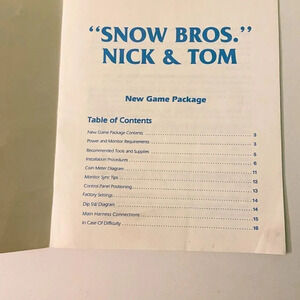 “SNOW BROS.”
NICK & TOM
New Game Package
Table of Contents
New Game Package Contents 3
Power and Monitor Requirements 3
Recommended Tools and Supplies 5
Installation Procedures 6
Coin Meter Diagram 11
Monitor Sync Tips 12
Control Panel Positioning 13
Factory Settings 14
Dip SW Diagram 14
Main Harness Connections 15
In Case Of Difficulty 16